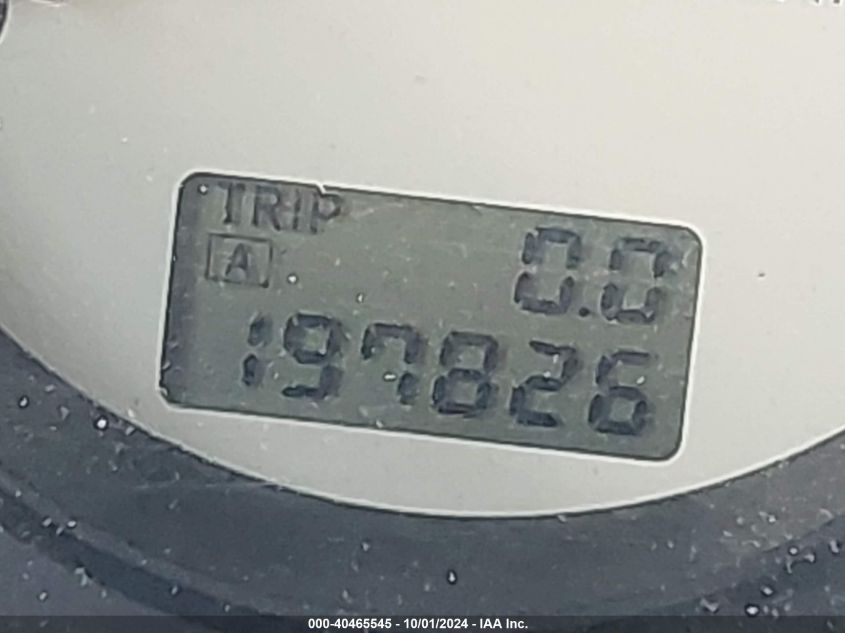 TRIP
A 0.0
197826
000-40465545 - 10/01/2024 - IAA Inc.